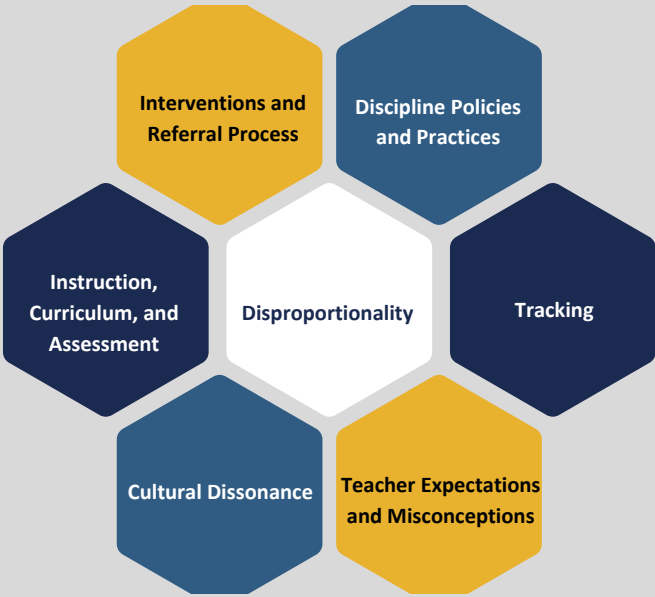 Interventions and
Referral Process
Discipline Policies
and Practices
Instruction,
Curriculum, and
Assessment
Disproportionality
Tracking
Cultural Dissonance
Teacher Expectations
and Misconceptions